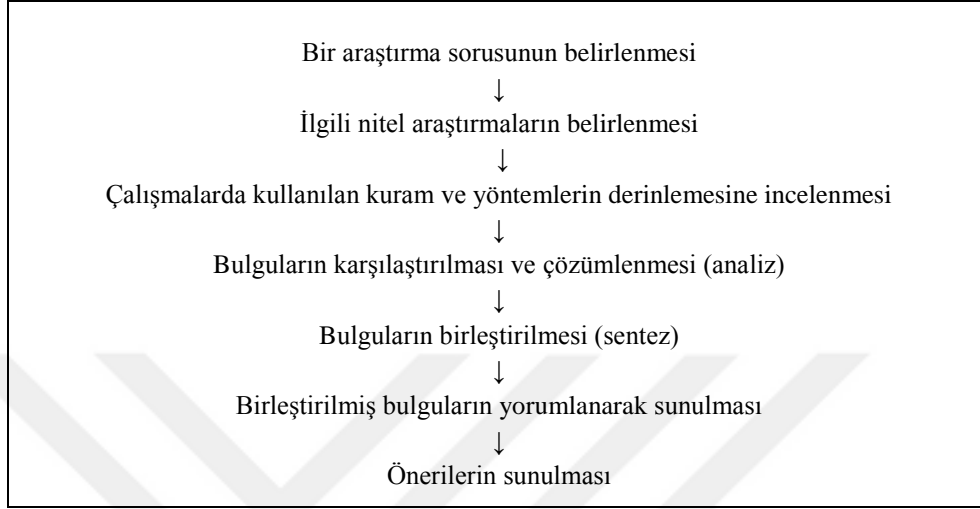 Bir araştırma sorusunun belirlenmesi
↓
İlgili nitel araştırmaların belirlenmesi
↓
Çalışmalarda kullanılan kuram ve yöntemlerin derinlemesine incelenmesi
↓
Bulguların karşılaştırılması ve çözümlenmesi (analiz)
↓
Bulguların birleştirilmesi (sentez)
↓
Birleştirilmiş bulguların yorumlanarak sunulması
↓
Önerilerin sunulması